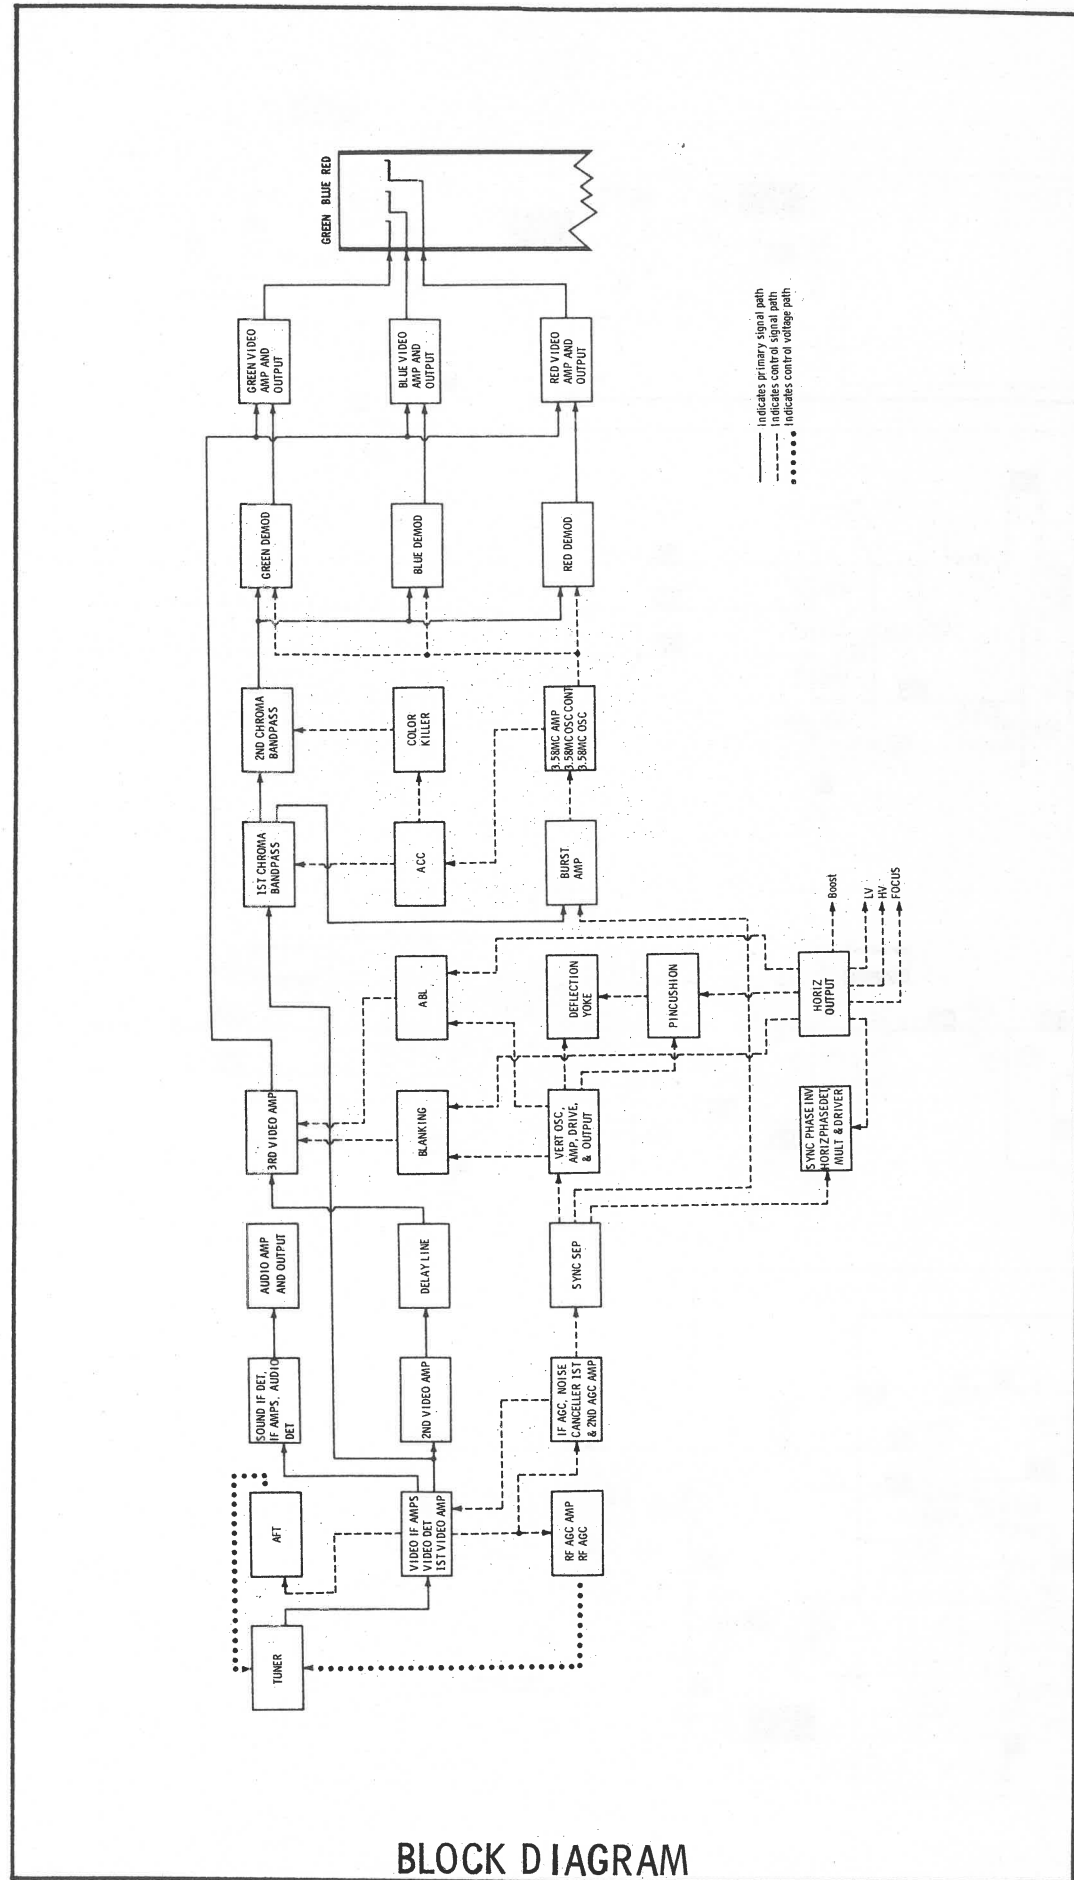 GREEN BLUE RED
GREEN VIDEO
AMP AND
OUTPUT
BLUE VIDEO
AMP AND
OUTPUT
RED VIDEO
AMP AND
OUTPUT
Indicates primary signal path
Indicates control signal path
Indicates control voltage path
GREEN DEMOD
BLUE DEMOD
RED DEMOD
2ND CHROMA
BANDPASS
COLOR
KILLER
3.58MC AMP
3.58MC OSC CONT
3.58MC OSC
1ST CHROMA
BANDPASS
ACC
BURST
AMP
ABL
DEFLECTION
YOKE
PINCUSHION
HORIZ
OUTPUT
Boost
LV
HV
FOCUS
3RD VIDEO AMP
BLANKING
VERT OSC,
AMP, DRIVE,
& OUTPUT
SYNC PHASE INV
HORIZ PHASE DET,
MULT & DRIVER
AUDIO AMP
AND OUTPUT
DELAY LINE
SYNC SEP
SOUND IF DET,
IF AMPS, AUDIO
DET
2ND VIDEO AMP
IF AGC, NOISE
CANCELLER 1ST
& 2ND AGC AMP
AFT
VIDEO IF AMPS
VIDEO DET
1ST VIDEO AMP
RF AGC AMP
RF AGC
TUNER
BLOCK DIAGRAM